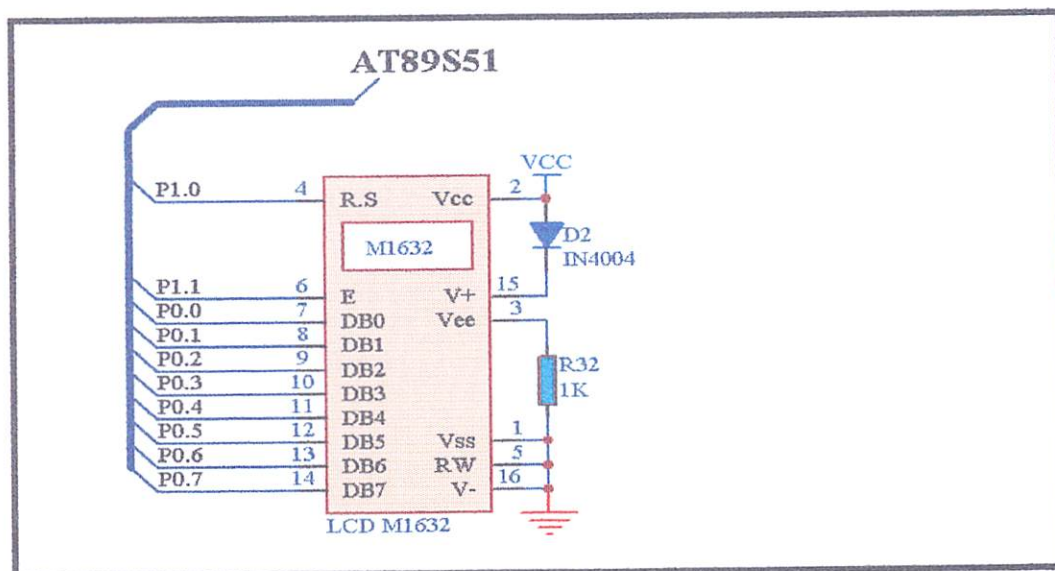 AT89S51
VCC
P1.0 4 R.S Vcc 2
M1632
D2
IN4004
P1.1 6 E V+ 15
P0.0 7 DB0 Vee 3
P0.1 8 DB1
P0.2 9 DB2 R32
P0.3 10 DB3 1K
P0.4 11 DB4
P0.5 12 DB5 Vss 1
P0.6 13 DB6 RW 5
P0.7 14 DB7 V- 16
LCD M1632